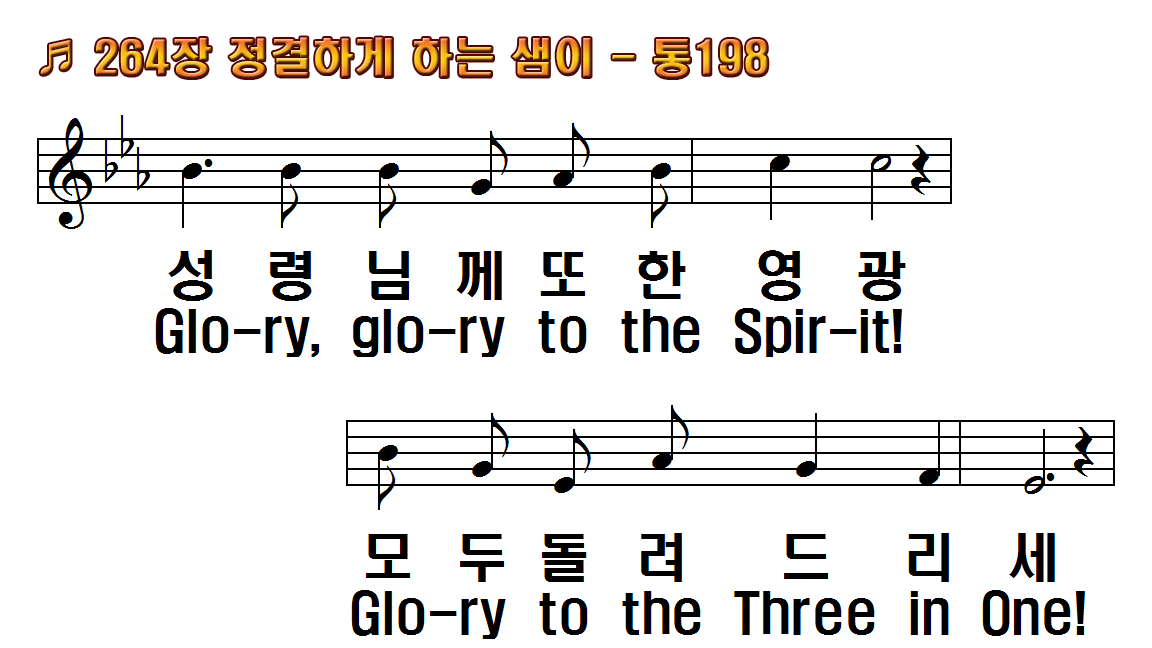 ♬ 264장 정결하게 하는 샘이 - 통198
성 령 님 께 또 한 영 광
Glo-ry, glo-ry to the Spir-it!
모 두 돌 려 드 리 세
Glo-ry to the Three in One!